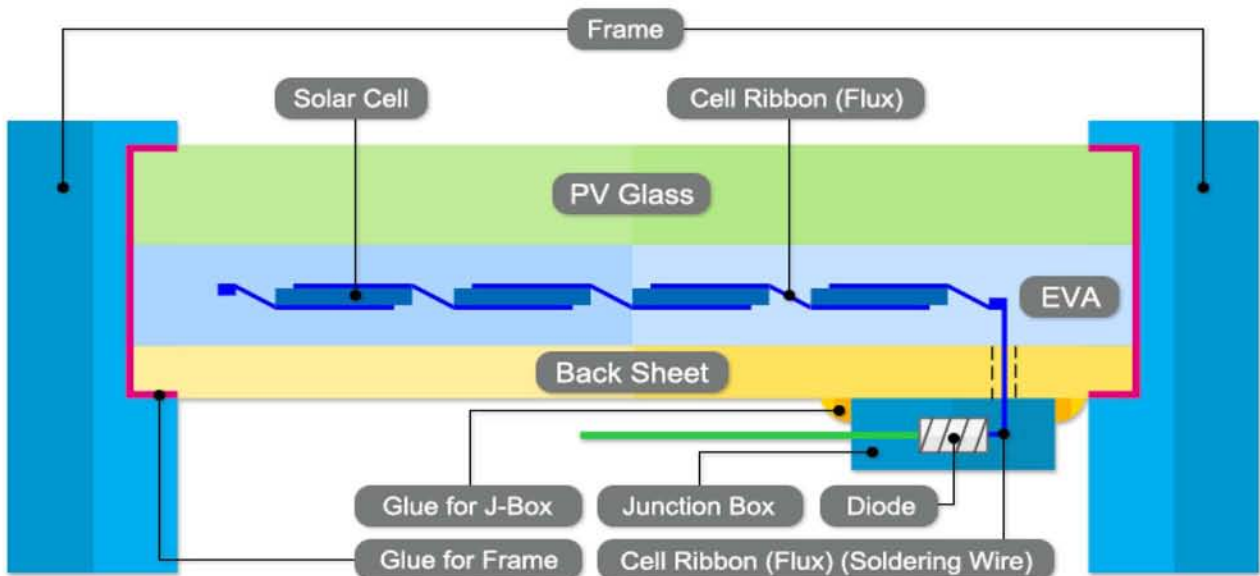 Frame
Solar Cell
Cell Ribbon (Flux)
PV Glass
EVA
Back Sheet
Glue for J-Box
Junction Box
Diode
Glue for Frame
Cell Ribbon (Flux) (Soldering Wire)